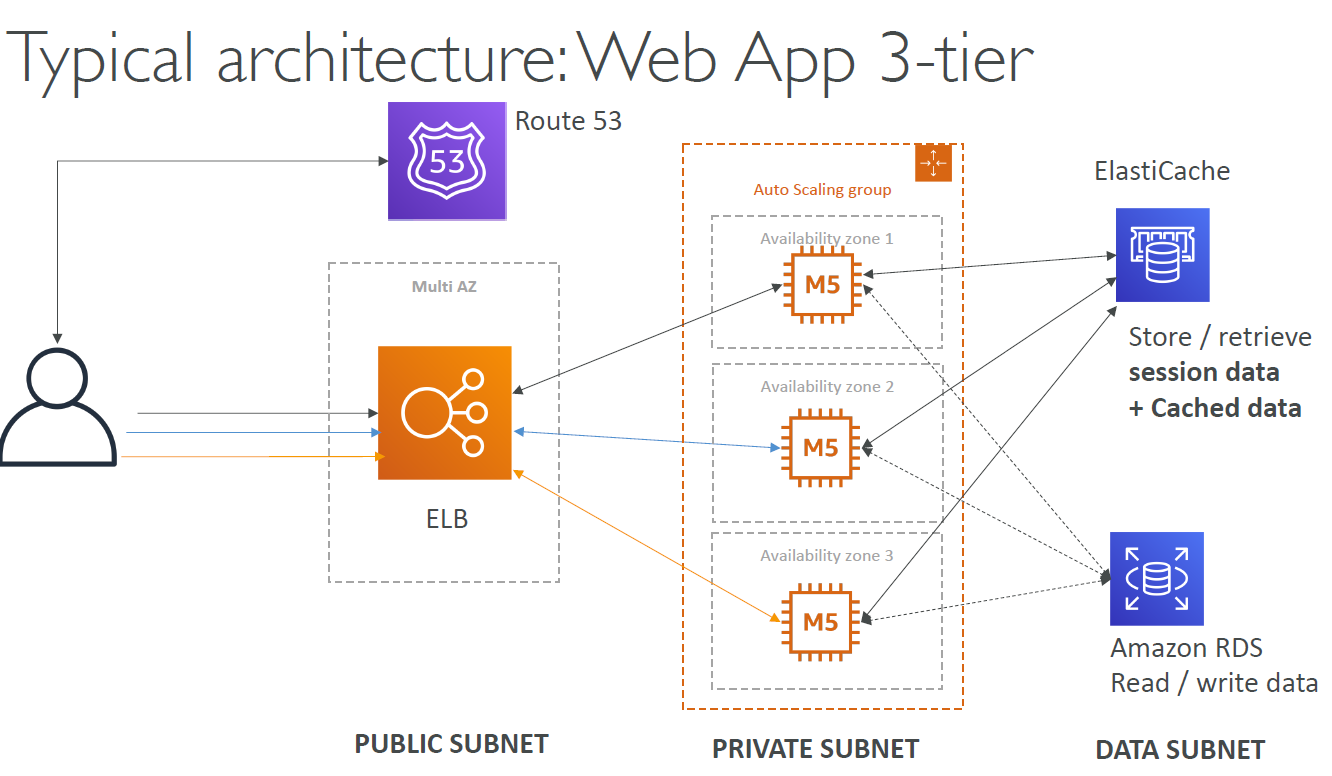 Typical architecture: Web App 3-tier
Route 53
53
Auto Scaling group
ElastiCache
Availability zone 1
M5
Multi AZ
Store / retrieve
session data
+ Cached data
Availability zone 2
M5
ELB
Availability zone 3
M5
Amazon RDS
Read / write data
PUBLIC SUBNET
PRIVATE SUBNET
DATA SUBNET